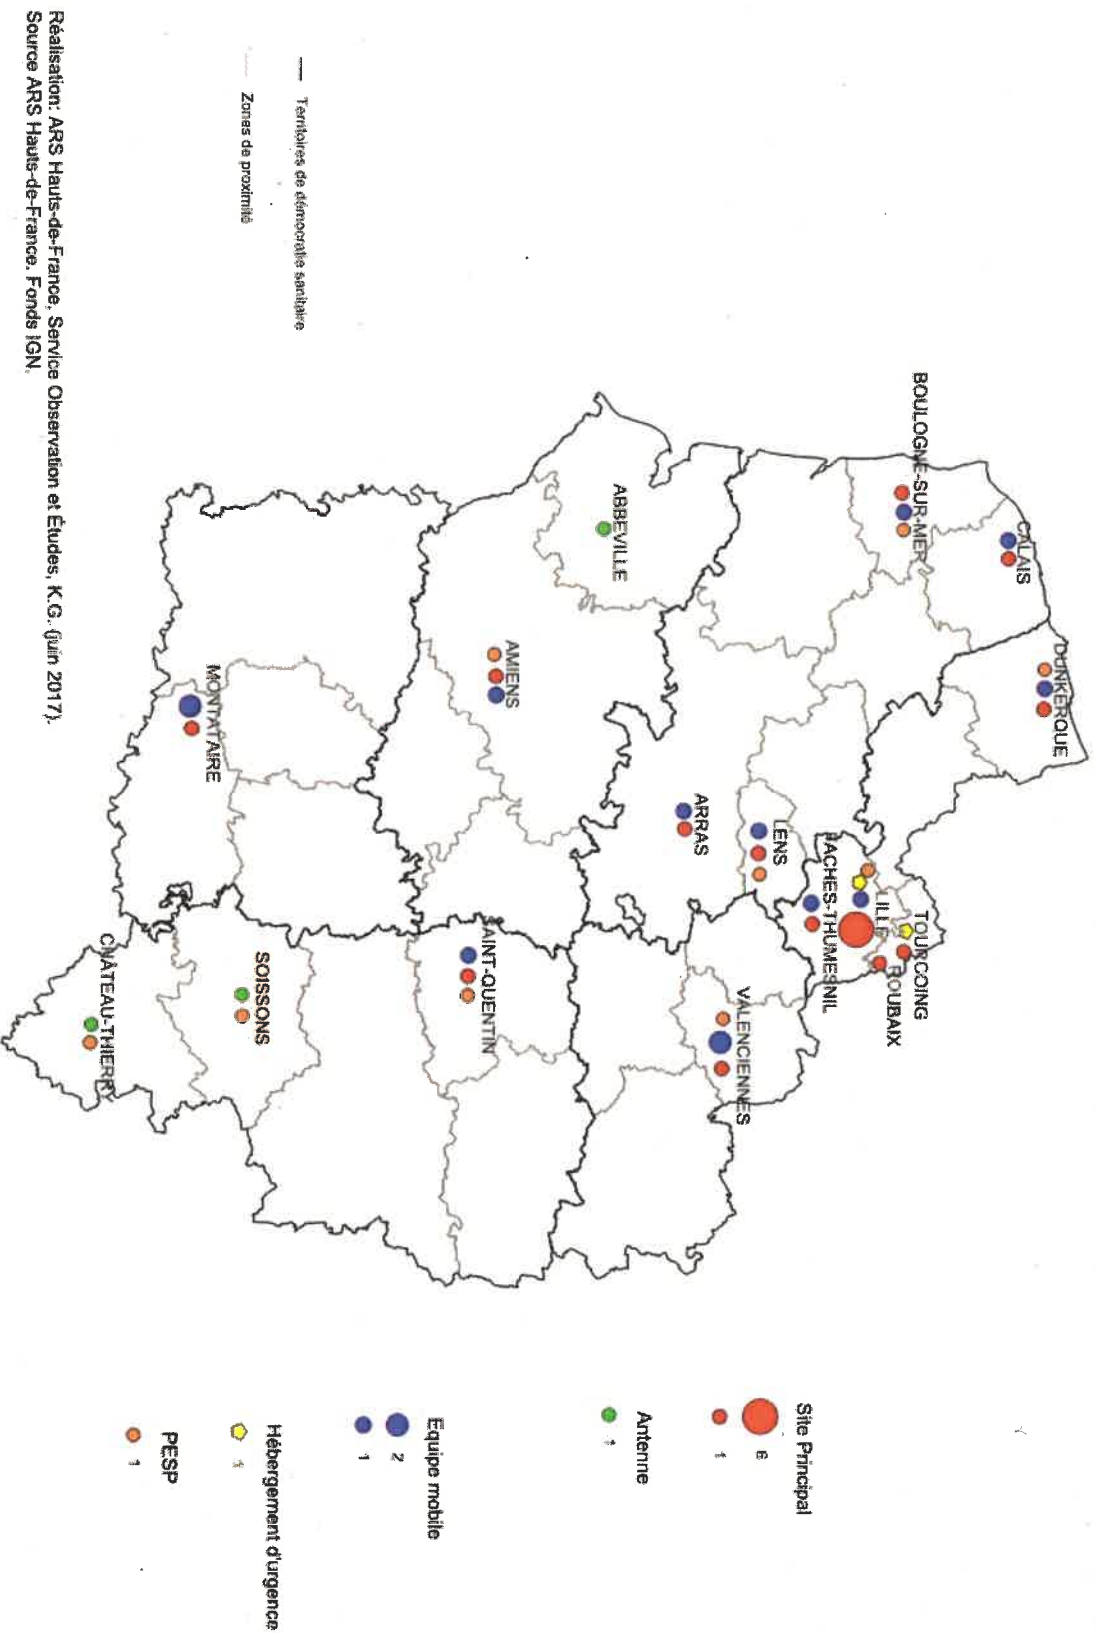 DUNKERQUE
CALAIS
BOULOGNE-SUR-MER
TOURCOING
ROUBAIX
LILLE
LENS
VALENCIENNES
ARRAS
ABBEVILLE
AMIENS
SAINT-QUENTIN
SOISSONS
MONTATAIRE
CHÂTEAU-THIERRY
Site Principal
6
1
Antenne
1
Equipe mobile
2
1
Hébergement d'urgence
1
PESP
1
Territoires de démocratie sanitaire
Zones de proximité
Réalisation: ARS Hauts-de-France, Service Observation et Études, K.G. (juin 2017).
Source ARS Hauts-de-France. Fonds IGN.